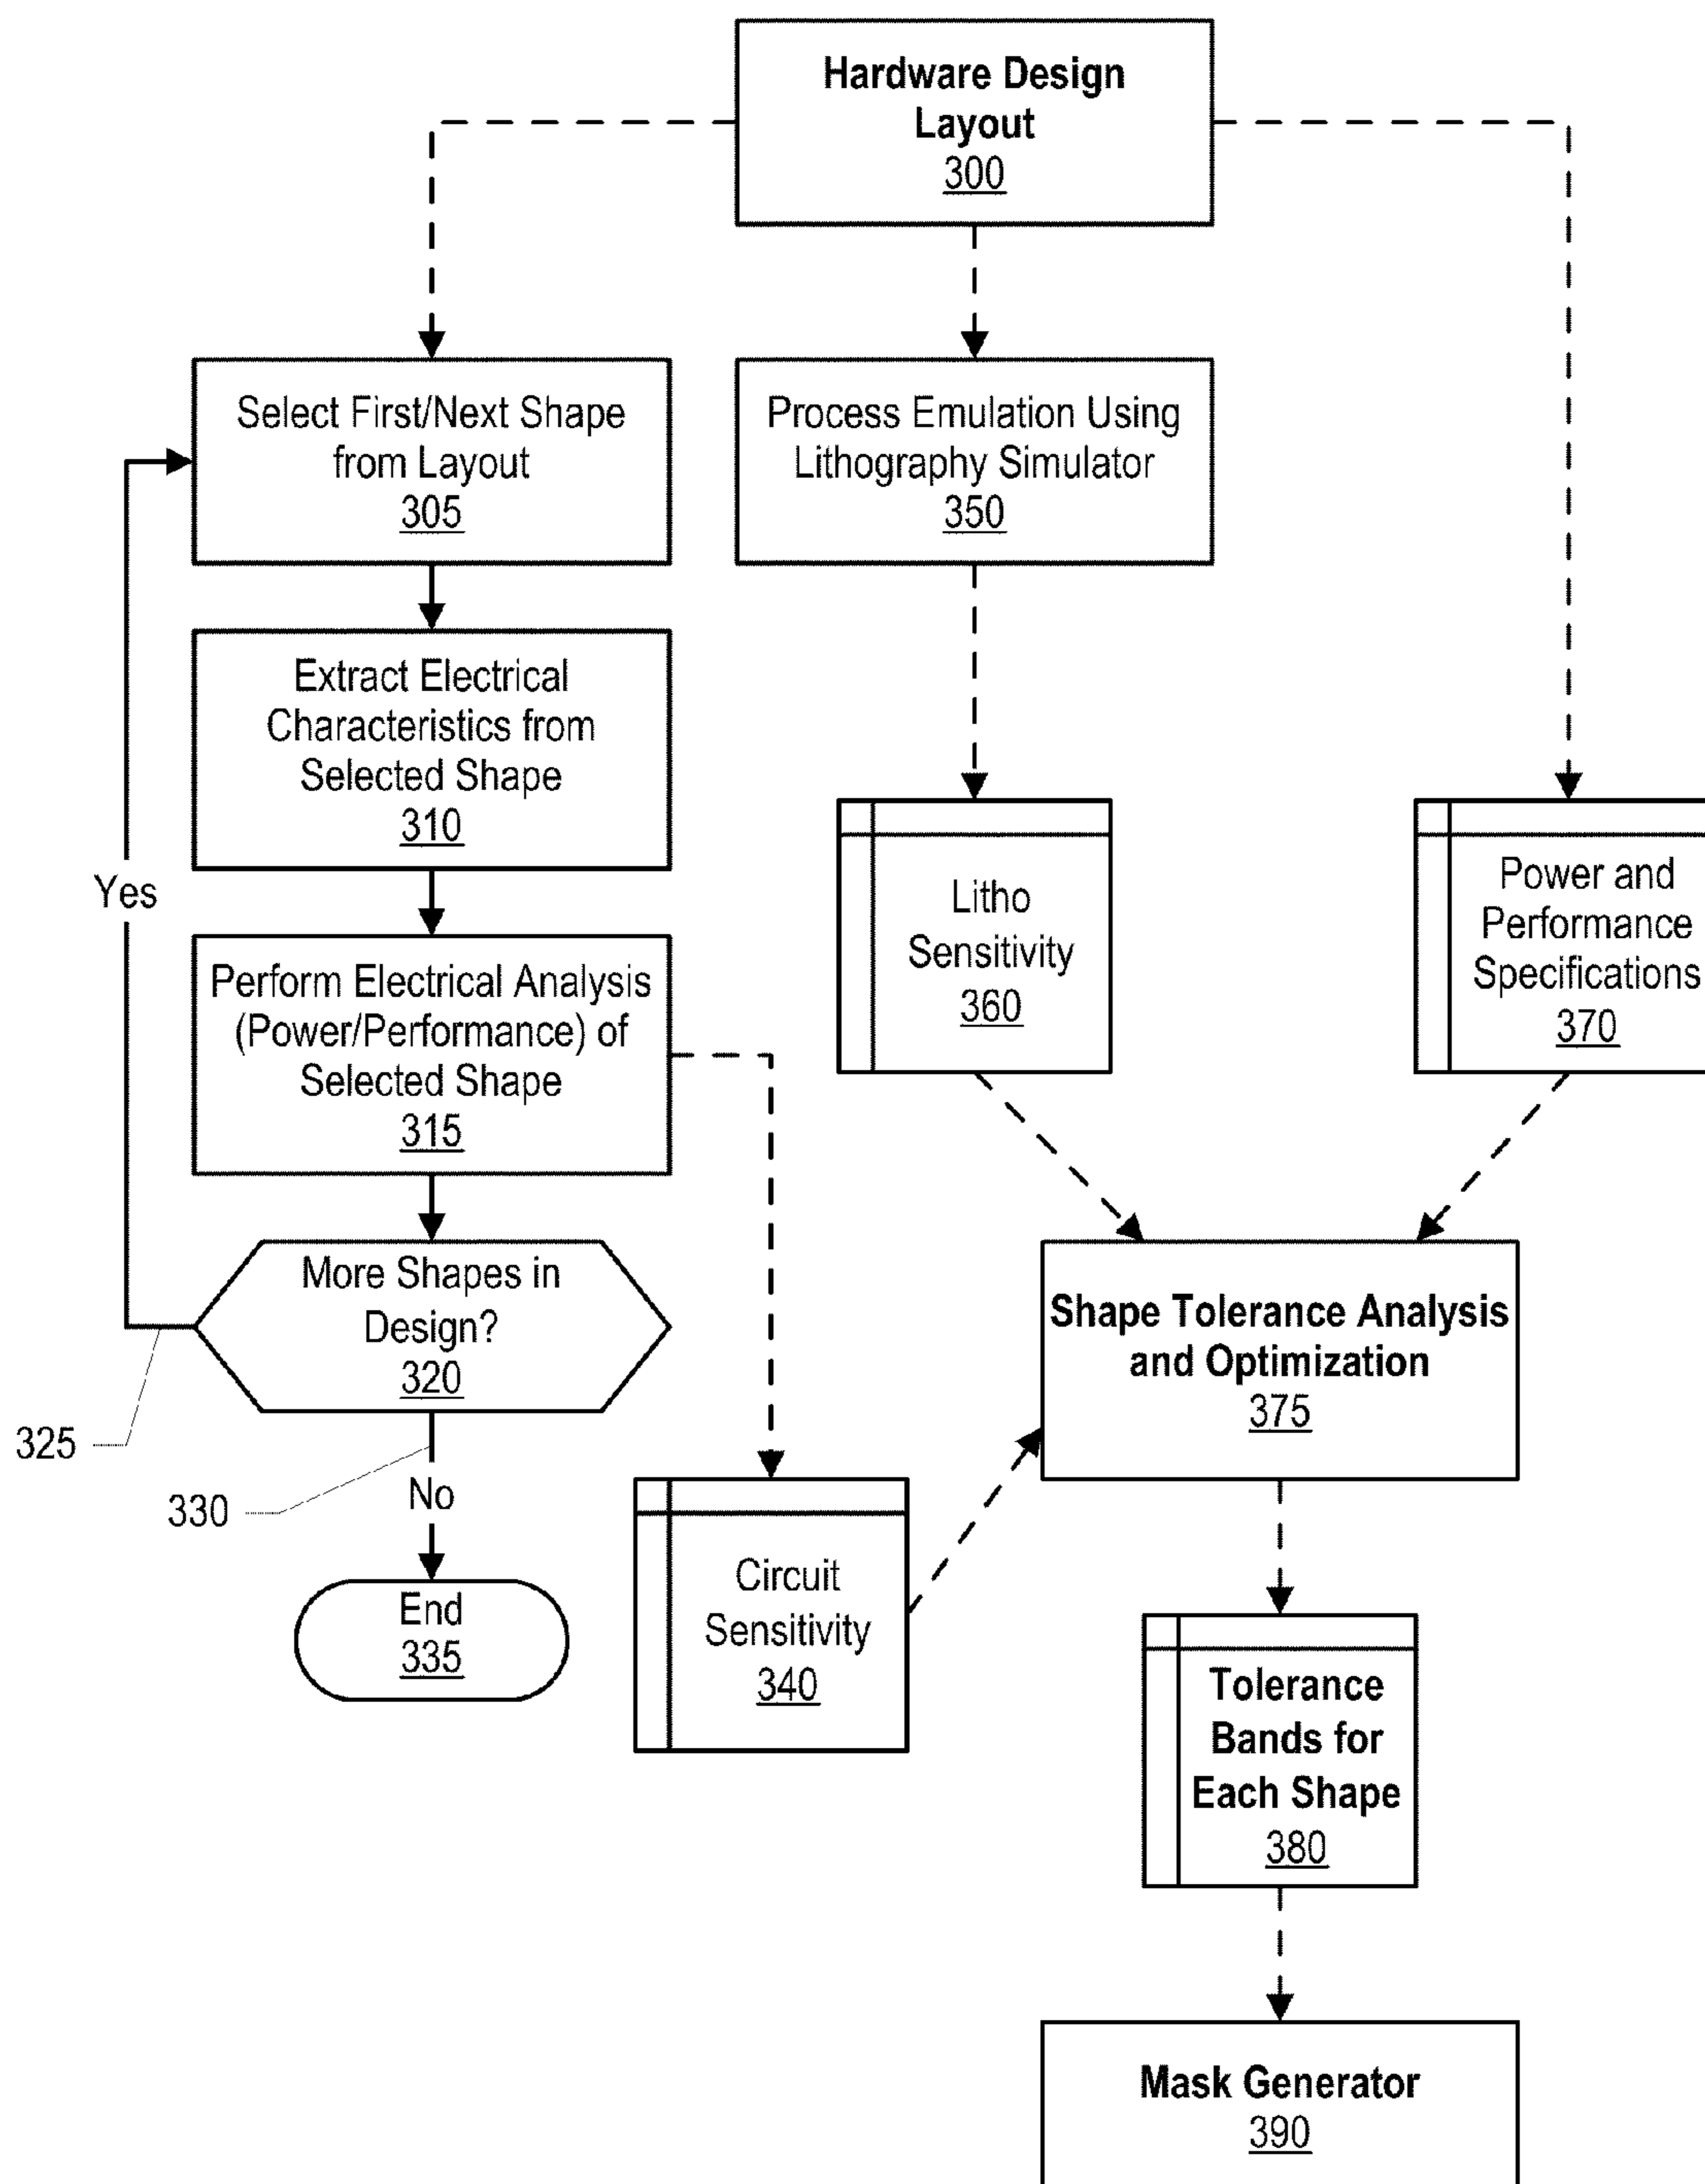 Hardware Design
Layout
300
Select First/Next Shape
from Layout
305
Process Emulation Using
Lithography Simulator
350
Extract Electrical
Characteristics from
Selected Shape
310
Yes
Litho
Sensitivity
360
Power and
Performance
Specifications
370
Perform Electrical Analysis
(Power/Performance) of
Selected Shape
315
More Shapes in
Design?
320
325
330
No
End
335
Circuit
Sensitivity
340
Shape Tolerance Analysis
and Optimization
375
Tolerance
Bands for
Each Shape
380
Mask Generator
390